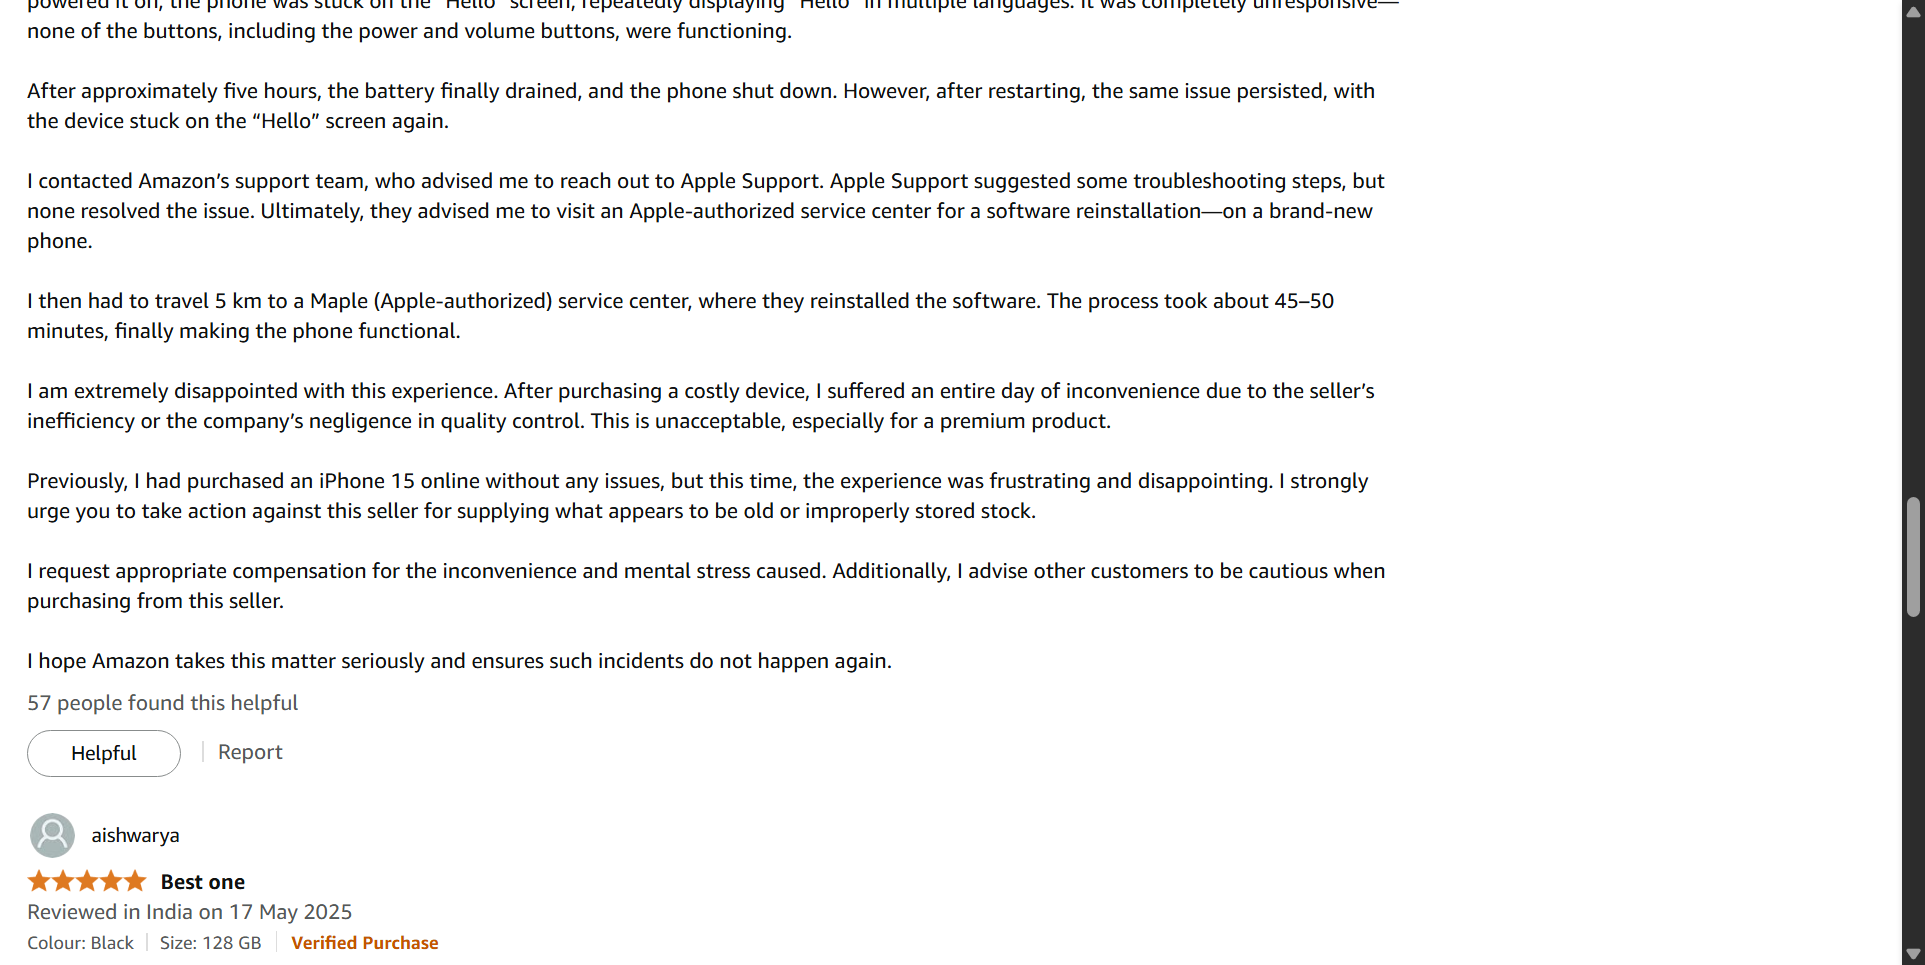 powered it on, the phone was stuck on the “Hello” screen, repeatedly displaying “Hello” in multiple languages. It was completely unresponsive—
none of the buttons, including the power and volume buttons, were functioning.
After approximately five hours, the battery finally drained, and the phone shut down. However, after restarting, the same issue persisted, with
the device stuck on the “Hello” screen again.
I contacted Amazon’s support team, who advised me to reach out to Apple Support. Apple Support suggested some troubleshooting steps, but
none resolved the issue. Ultimately, they advised me to visit an Apple-authorized service center for a software reinstallation—on a brand-new
phone.
I then had to travel 5 km to a Maple (Apple-authorized) service center, where they reinstalled the software. The process took about 45–50
minutes, finally making the phone functional.
I am extremely disappointed with this experience. After purchasing a costly device, I suffered an entire day of inconvenience due to the seller’s
inefficiency or the company’s negligence in quality control. This is unacceptable, especially for a premium product.
Previously, I had purchased an iPhone 15 online without any issues, but this time, the experience was frustrating and disappointing. I strongly
urge you to take action against this seller for supplying what appears to be old or improperly stored stock.
I request appropriate compensation for the inconvenience and mental stress caused. Additionally, I advise other customers to be cautious when
purchasing from this seller.
I hope Amazon takes this matter seriously and ensures such incidents do not happen again.
57 people found this helpful
Helpful | Report
aishwarya
Best one
Reviewed in India on 17 May 2025
Colour: Black | Size: 128 GB | Verified Purchase